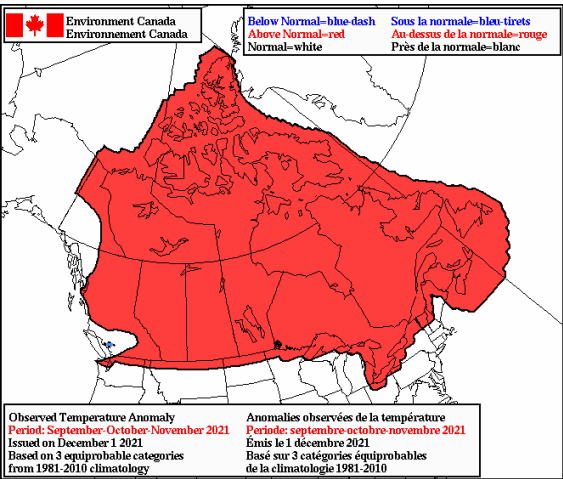 Environment Canada
Environnement Canada
Below Normal=blue-dash
Above Normal=red
Normal=white
Sous la normale=bleu-tirets
Au-dessus de la normale=rouge
Près de la normale=blanc
Observed Temperature Anomaly
Period: September-October-November 2021
Issued on December 1 2021
Based on 3 equiprobable categories
from 1981-2010 climatology
Anomalies observées de la température
Periode: septembre-octobre-novembre 2021
Émis le 1 décembre 2021
Basé sur 3 catégories équiprobables
de la climatologie 1981-2010